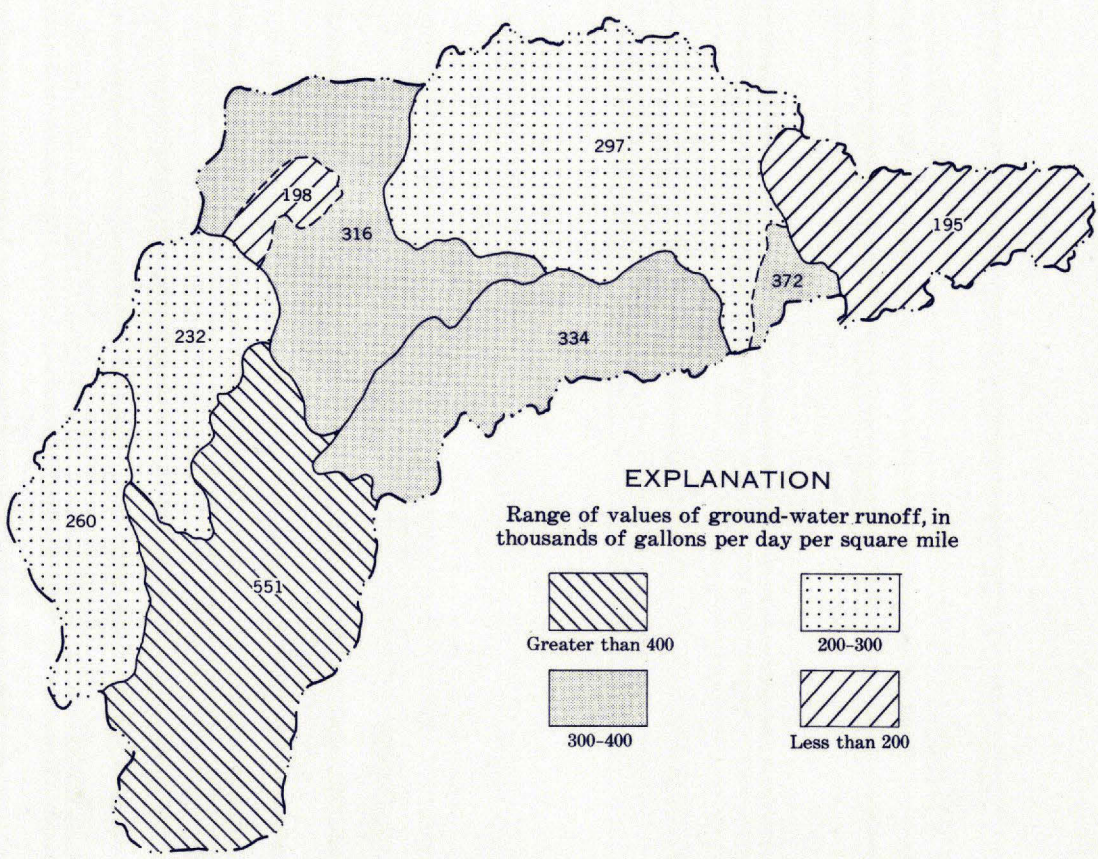 297
198
195
316
372
232
334
EXPLANATION
260
Range of values of ground-water runoff, in
thousands of gallons per day per square mile
551
Greater than 400
200-300
300-400
Less than 200